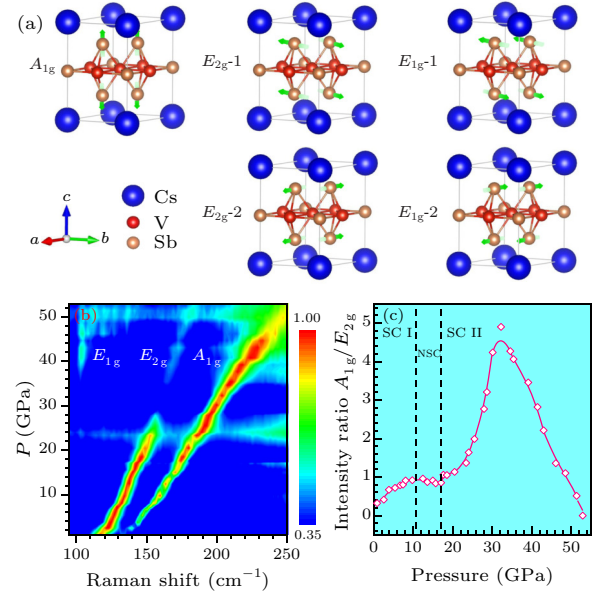 (a)
A1g
E2g-1
E1g-1
E2g-2
E1g-2
c
a
b
Cs
V
Sb
(b)
E1g
E2g
A1g
50
40
30
20
10
P (GPa)
100
150
200
250
Raman shift (cm−1)
1.00
0.35
(c)
SC I
NSC
SC II
5
4
3
2
1
0
Intensity ratio A1g/E2g
0
10
20
30
40
50
Pressure (GPa)